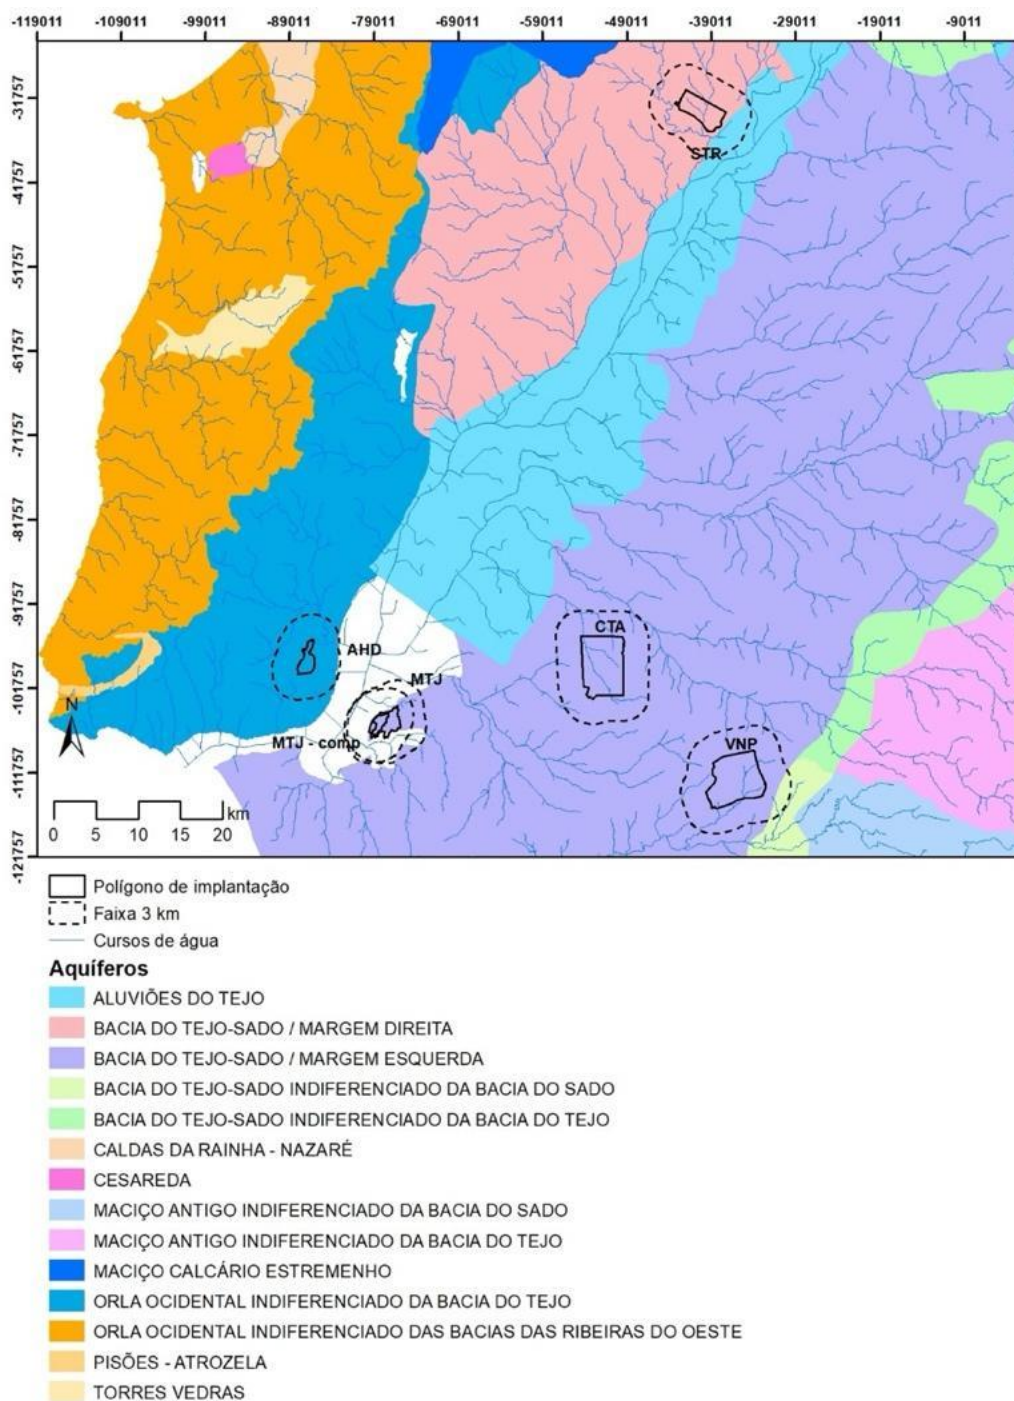 -119011 -109011 -99011 -89011 -79011 -69011 -59011 -49011 -39011 -29011 -19011 -9011
-31757
-41757
-51757
-61757
-71757
-81757
-91757
-101757
-111757
-121757
STR
CTA
AHD
MTJ
MTJ - comp
VNP
N
km
0 5 10 15 20
Polígono de implantação
Faixa 3 km
Cursos de água
Aquíferos
ALUVIÕES DO TEJO
BACIA DO TEJO-SADO / MARGEM DIREITA
BACIA DO TEJO-SADO / MARGEM ESQUERDA
BACIA DO TEJO-SADO INDIFERENCIADO DA BACIA DO SADO
BACIA DO TEJO-SADO INDIFERENCIADO DA BACIA DO TEJO
CALDAS DA RAINHA - NAZARÉ
CESAREDA
MACIÇO ANTIGO INDIFERENCIADO DA BACIA DO SADO
MACIÇO ANTIGO INDIFERENCIADO DA BACIA DO TEJO
MACIÇO CALCÁRIO ESTREMENHO
ORLA OCIDENTAL INDIFERENCIADO DA BACIA DO TEJO
ORLA OCIDENTAL INDIFERENCIADO DAS BACIAS DAS RIBEIRAS DO OESTE
PISÕES - ATROZELA
TORRES VEDRAS